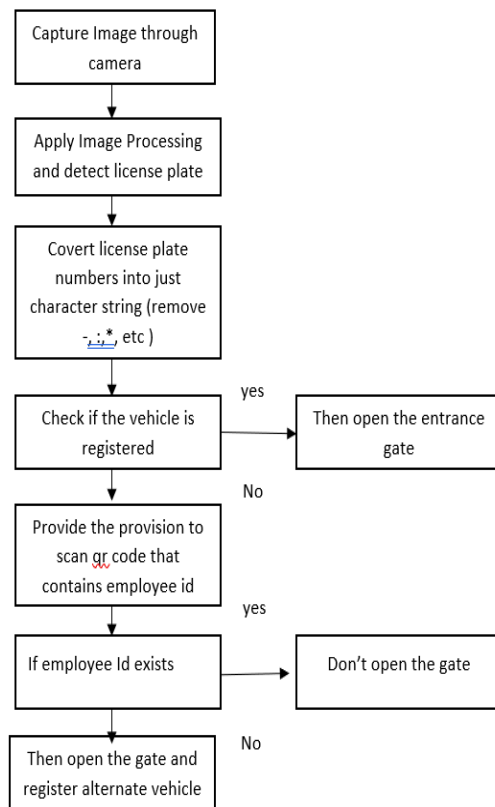 Capture Image through
camera
Apply Image Processing
and detect license plate
Covert license plate
numbers into just
character string (remove
-, :,*, etc )
yes
Check if the vehicle is
registered
Then open the entrance
gate
No
Provide the provision to
scan qr code that
contains employee id
yes
If employee Id exists
Don’t open the gate
No
Then open the gate and
register alternate vehicle